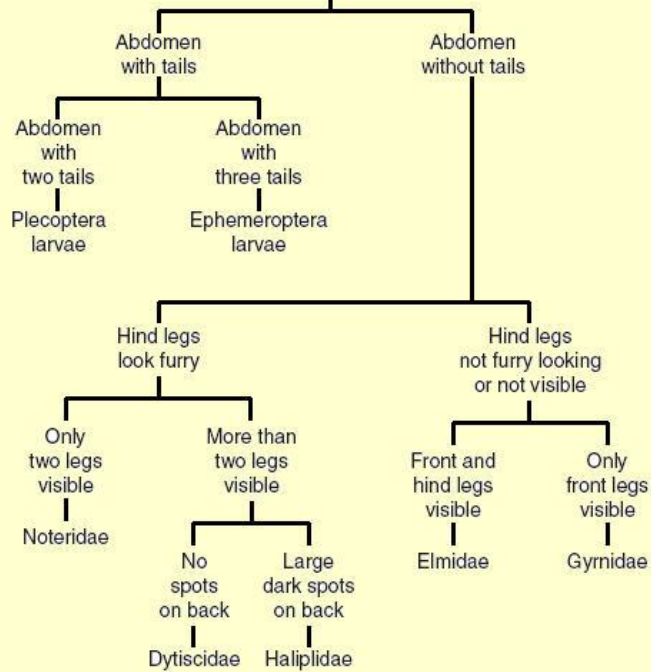 Abdomen
with tails
Abdomen
without tails
Abdomen
with
two tails
Abdomen
with
three tails
Plecoptera
larvae
Ephemeroptera
larvae
Hind legs
look furry
Hind legs
not furry looking
or not visible
Only
two legs
visible
More than
two legs
visible
Front and
hind legs
visible
Only
front legs
visible
Noteridae
Elmidae
Gyrnidae
No
spots
on back
Large
dark spots
on back
Dytiscidae
Haliplidae